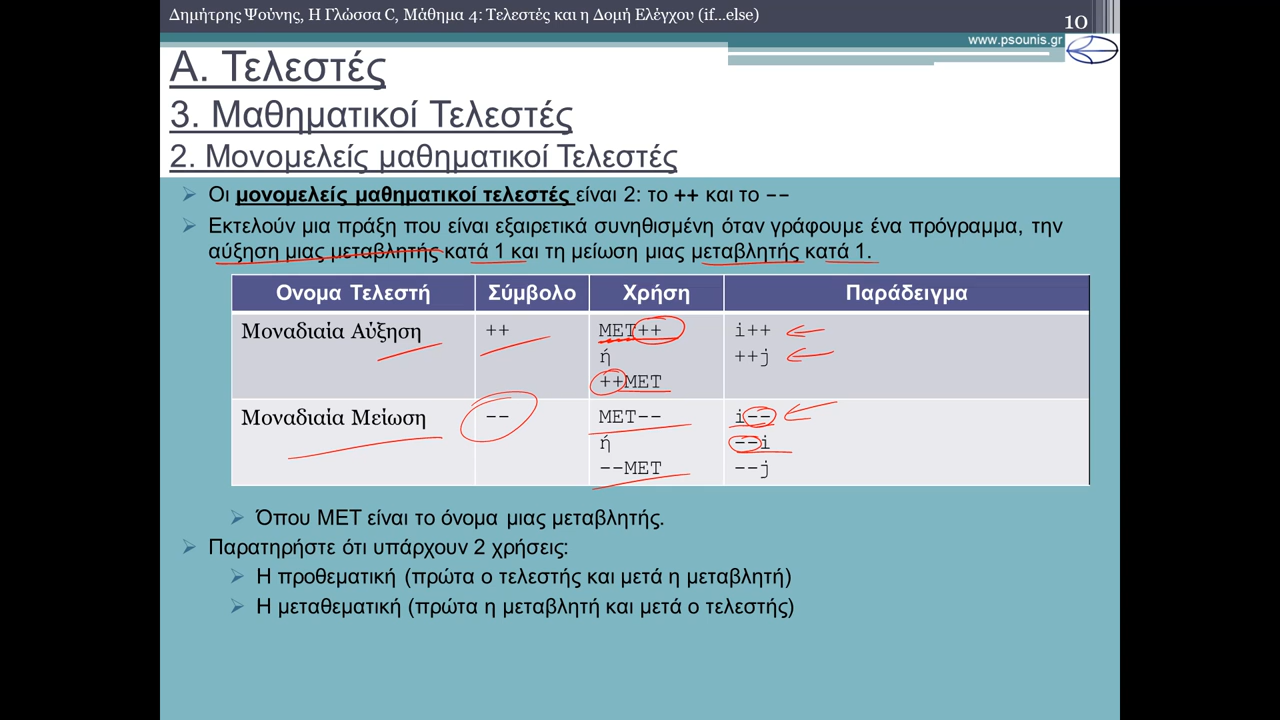 Δημήτρης Ψούνης, Η Γλώσσα C, Μάθημα 4: Τελεστές και η Δομή Ελέγχου (if...else)
10
www.psounis.gr
Α. Τελεστές
3. Μαθηματικοί Τελεστές
2. Μονομελείς μαθηματικοί Τελεστές
Οι μονομελείς μαθηματικοί τελεστές είναι 2: το ++ και το --
Εκτελούν μια πράξη που είναι εξαιρετικά συνηθισμένη όταν γράφουμε ένα πρόγραμμα, την
αύξηση μιας μεταβλητής κατά 1 και τη μείωση μιας μεταβλητής κατά 1.
Ονομα Τελεστή Σύμβολο Χρήση Παράδειγμα
Μοναδιαία Αύξηση ++ ΜΕΤ++ i++
ή ++j
++ΜΕΤ
Μοναδιαία Μείωση -- ΜΕΤ-- i--
ή --i
--ΜΕΤ --j
Όπου ΜΕΤ είναι το όνομα μιας μεταβλητής.
Παρατηρήστε ότι υπάρχουν 2 χρήσεις:
Η προθεματική (πρώτα ο τελεστής και μετά η μεταβλητή)
Η μεταθεματική (πρώτα η μεταβλητή και μετά ο τελεστής)